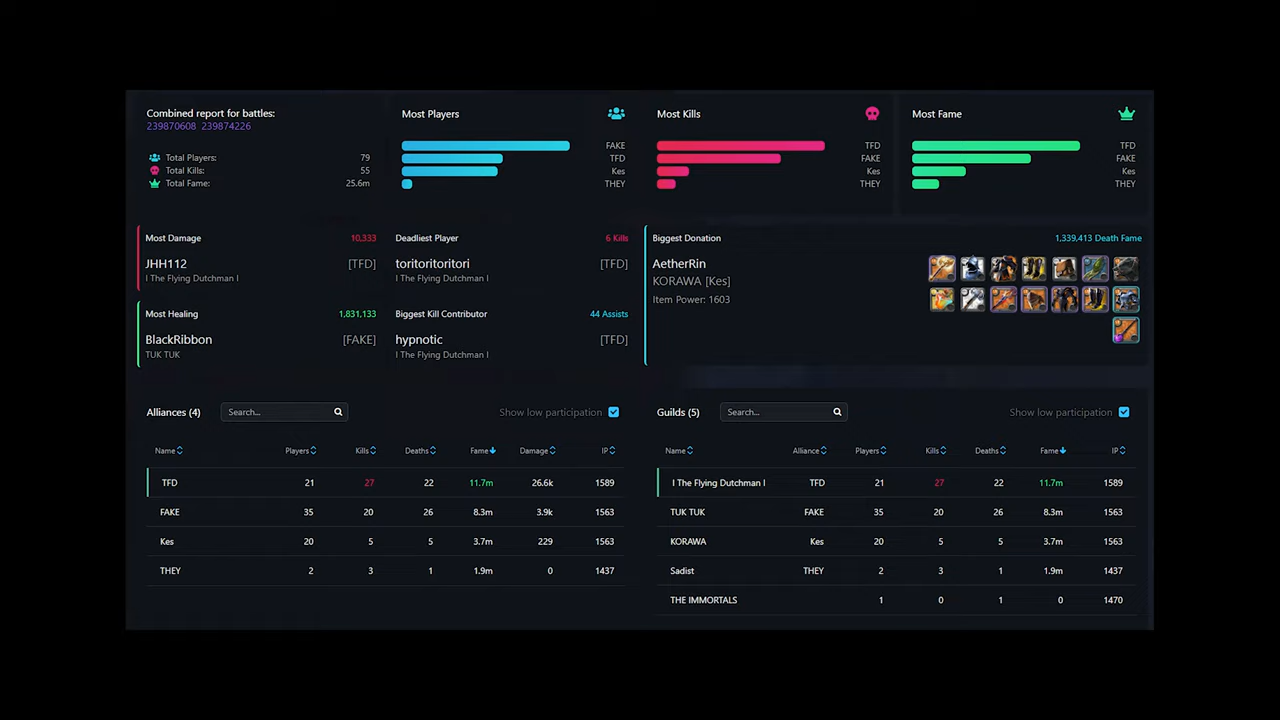 Combined report for battles:
239870608 239874226
Total Players: 79
Total Kills: 55
Total Fame: 25.6m
Most Players
FAKE
TFD
Kes
THEY
Most Kills
TFD
FAKE
Kes
THEY
Most Fame
TFD
FAKE
Kes
THEY
Most Damage 10,333
JHH112 [TFD]
I The Flying Dutchman I
Deadliest Player 6 Kills
toritoritoritori [TFD]
I The Flying Dutchman I
Most Healing 1,831,133
BlackRibbon [FAKE]
TUK TUK
Biggest Kill Contributor 44 Assists
hypnotic [TFD]
I The Flying Dutchman I
Biggest Donation 1,339,413 Death Fame
AetherRin
KORAWA [Kes]
Item Power: 1603
Alliances (4) Search... Show low participation
Name Players Kills Deaths Fame Damage IP
TFD 21 27 22 11.7m 26.6k 1589
FAKE 35 20 26 8.3m 3.9k 1563
Kes 20 5 5 3.7m 229 1563
THEY 2 3 1 1.9m 0 1437
Guilds (5) Search... Show low participation
Name Alliance Players Kills Deaths Fame IP
I The Flying Dutchman I TFD 21 27 22 11.7m 1589
TUK TUK FAKE 35 20 26 8.3m 1563
KORAWA Kes 20 5 5 3.7m 1563
Sadist THEY 2 3 1 1.9m 1437
THE IMMORTALS 1 0 1 0 1470